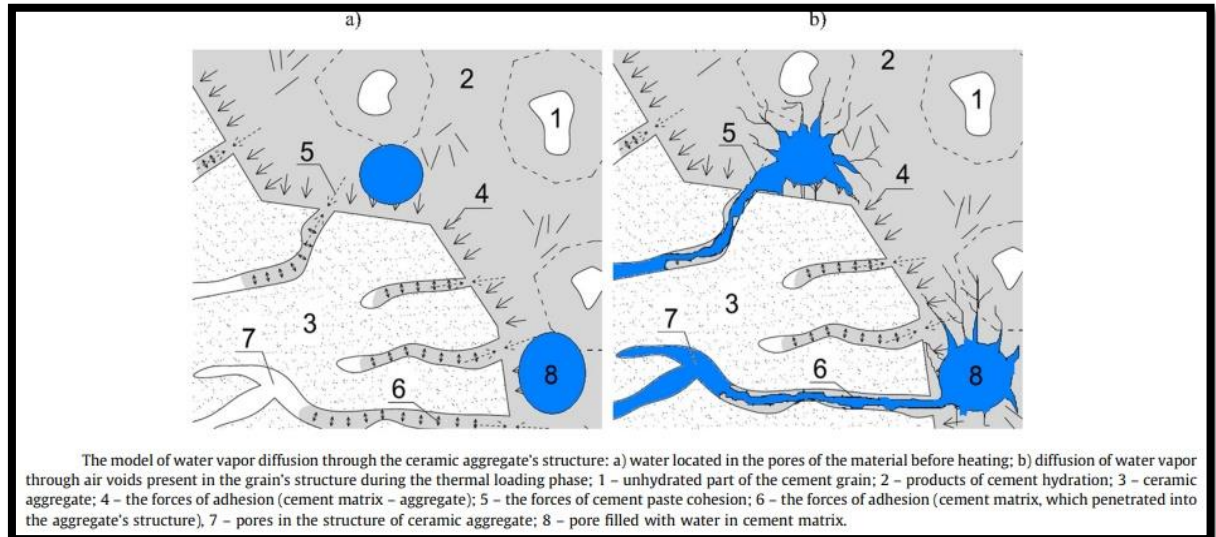 a) b)
2 2
1 1
5 5
4 4
3 3
7 7
8 8
6 6
The model of water vapor diffusion through the ceramic aggregate's structure: a) water located in the pores of the material before heating; b) diffusion of water vapor
through air voids present in the grain's structure during the thermal loading phase; 1 – unhydrated part of the cement grain; 2 – products of cement hydration; 3 – ceramic
aggregate; 4 – the forces of adhesion (cement matrix – aggregate); 5 – the forces of cement paste cohesion; 6 – the forces of adhesion (cement matrix, which penetrated into
the aggregate's structure), 7 – pores in the structure of ceramic aggregate; 8 – pore filled with water in cement matrix.